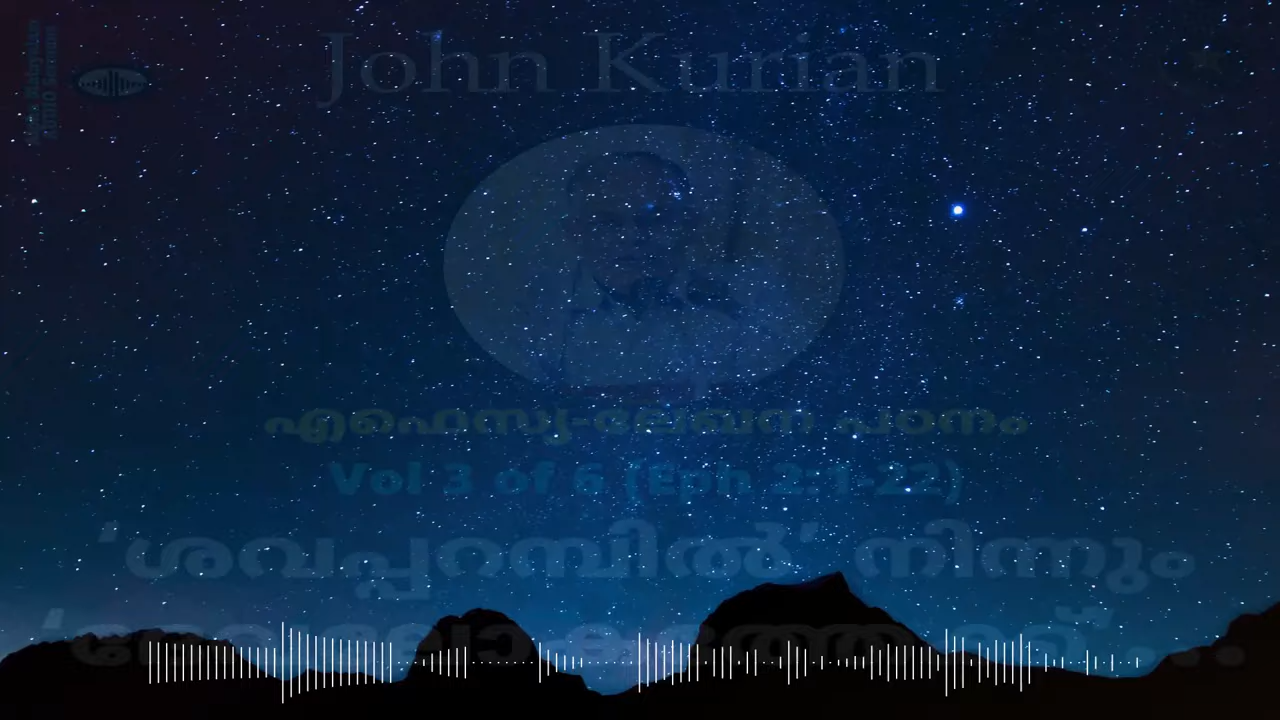 John Kurian
എഫെസ്യ-ലേഖന പഠനം
Vol 3 of 6 (Eph 2:1-22)
'ശവപ്പറമ്പിൽ' നിന്നും